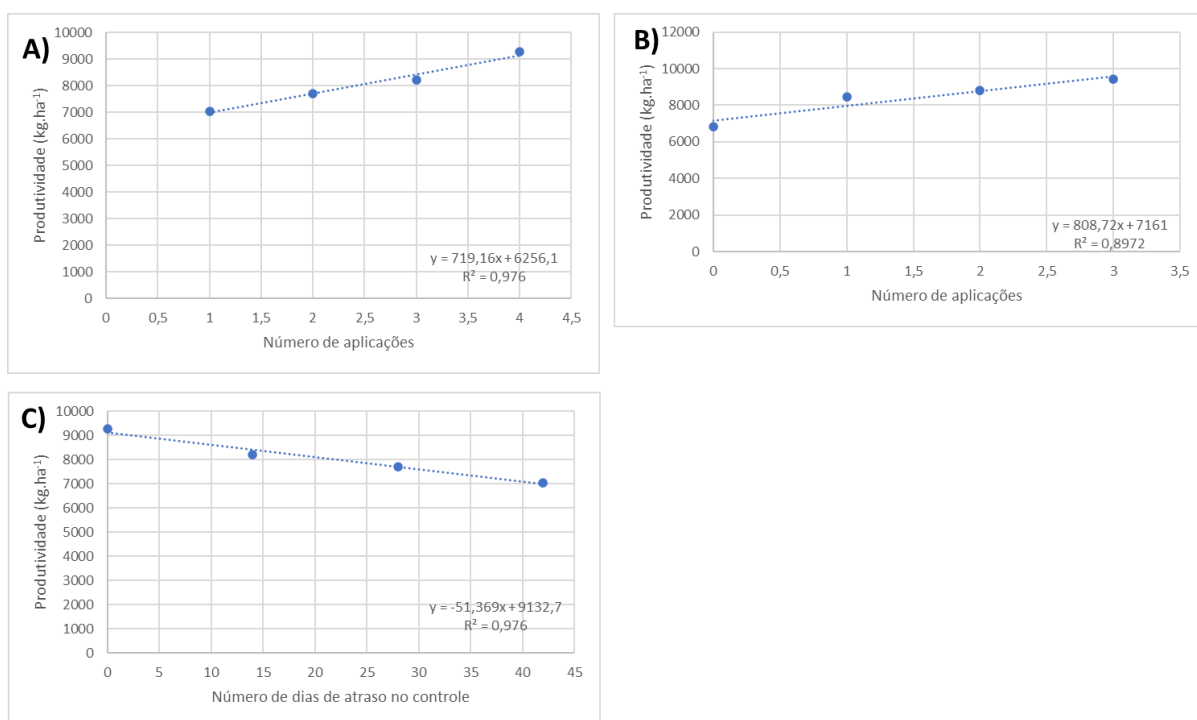 A)
Produtividade (kg.ha⁻¹)
10000
9000
8000
7000
6000
5000
4000
3000
2000
1000
0
y = 719,16x + 6256,1
R² = 0,976
0 0,5 1 1,5 2 2,5 3 3,5 4 4,5
Número de aplicações
B)
Produtividade (kg.ha⁻¹)
12000
10000
8000
6000
4000
2000
0
y = 808,72x + 7161
R² = 0,8972
0 0,5 1 1,5 2 2,5 3 3,5
Número de aplicações
C)
Produtividade (kg.ha⁻¹)
10000
9000
8000
7000
6000
5000
4000
3000
2000
1000
0
y = -51,369x + 9132,7
R² = 0,976
0 5 10 15 20 25 30 35 40 45
Número de dias de atraso no controle